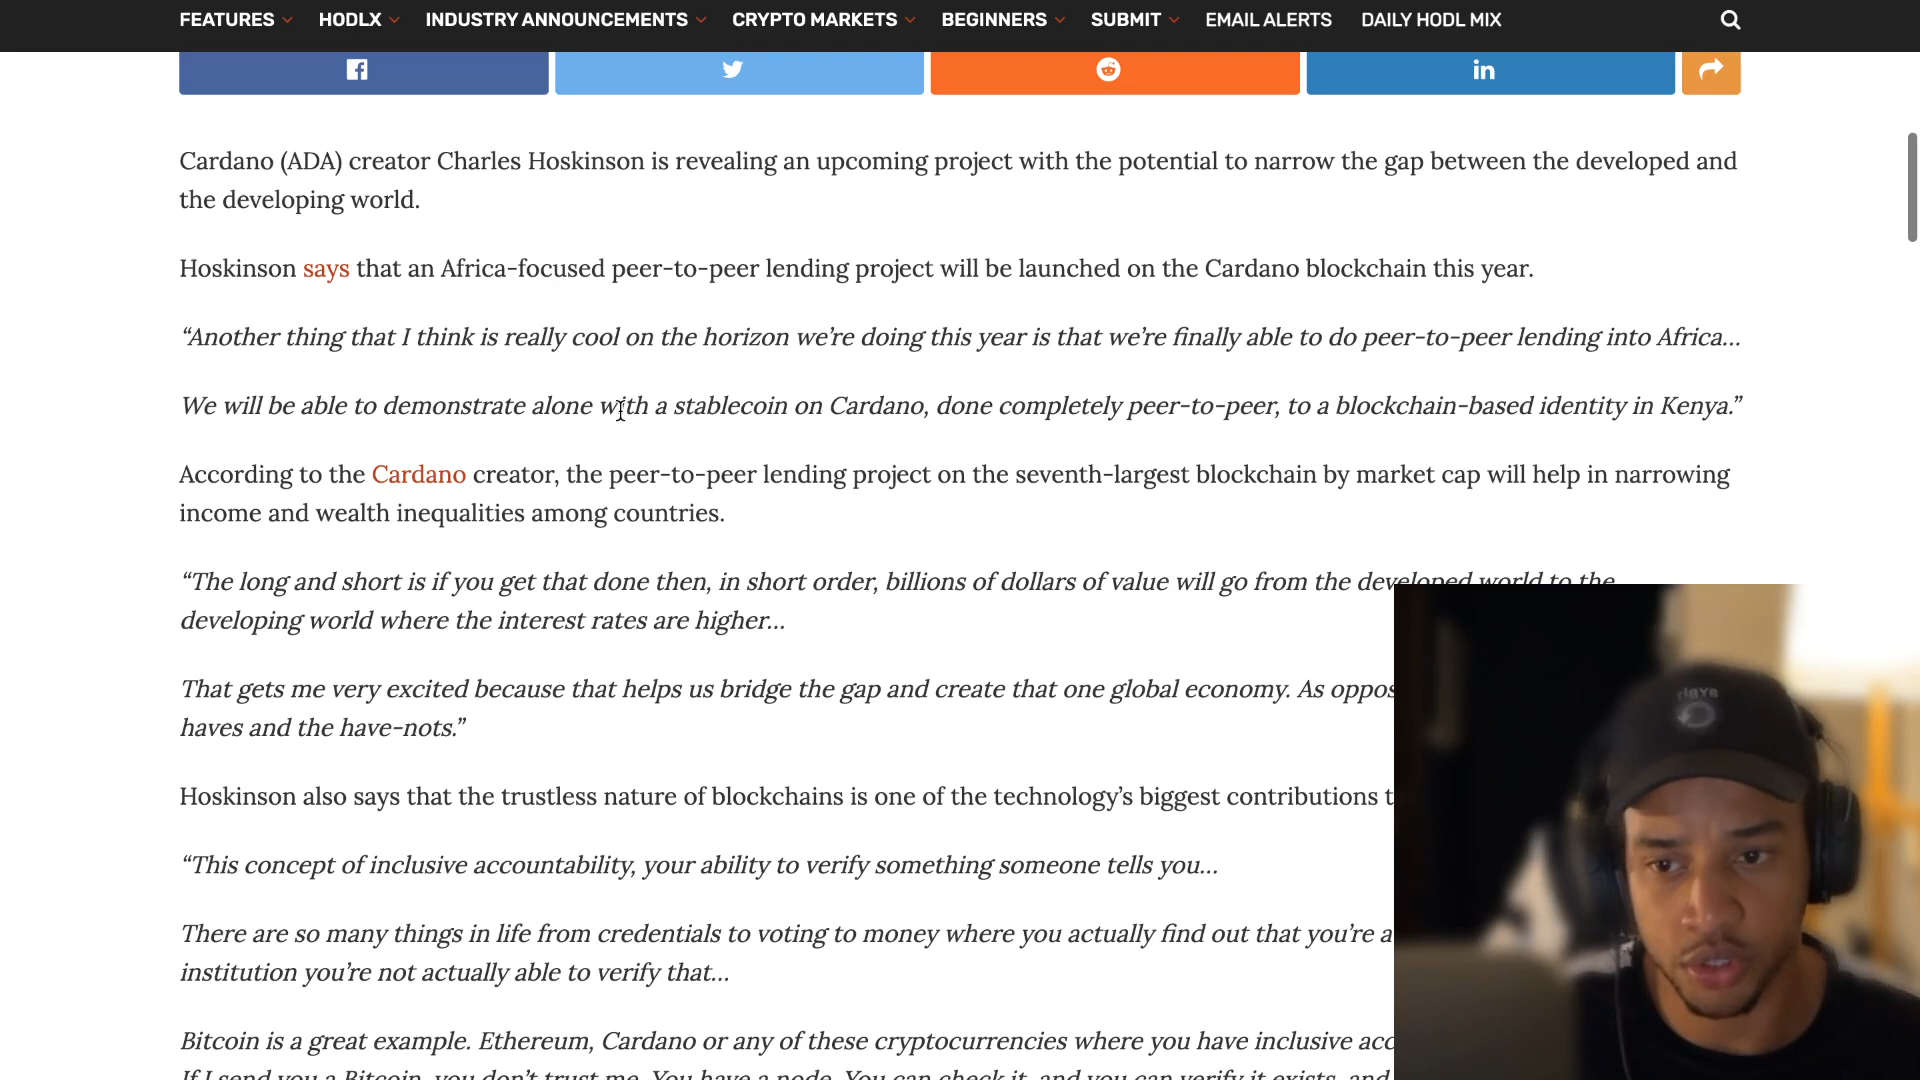 FEATURES HODLX INDUSTRY ANNOUNCEMENTS CRYPTO MARKETS BEGINNERS SUBMIT EMAIL ALERTS DAILY HODL MIX
Cardano (ADA) creator Charles Hoskinson is revealing an upcoming project with the potential to narrow the gap between the developed and
the developing world.
Hoskinson says that an Africa-focused peer-to-peer lending project will be launched on the Cardano blockchain this year.
“Another thing that I think is really cool on the horizon we’re doing this year is that we’re finally able to do peer-to-peer lending into Africa…
We will be able to demonstrate alone with a stablecoin on Cardano, done completely peer-to-peer, to a blockchain-based identity in Kenya.”
According to the Cardano creator, the peer-to-peer lending project on the seventh-largest blockchain by market cap will help in narrowing
income and wealth inequalities among countries.
“The long and short is if you get that done then, in short order, billions of dollars of value will go from the developed world to the
developing world where the interest rates are higher…
That gets me very excited because that helps us bridge the gap and create that one global economy. As oppos
haves and the have-nots.”
Hoskinson also says that the trustless nature of blockchains is one of the technology’s biggest contributions t
“This concept of inclusive accountability, your ability to verify something someone tells you…
There are so many things in life from credentials to voting to money where you actually find out that you’re a
institution you’re not actually able to verify that…
Bitcoin is a great example. Ethereum, Cardano or any of these cryptocurrencies where you have inclusive acc
If I send you a Bitcoin, you don’t trust me. You have a node. You can check it, and you can verify it exists, and